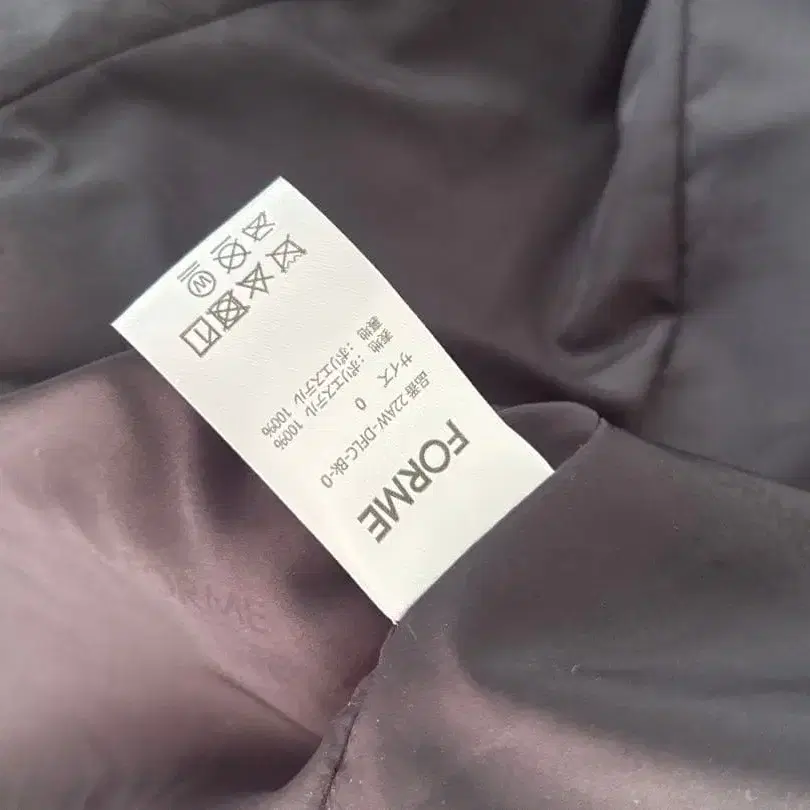 FORME
品番 22AW-DFLC-BK-0
サイズ 0
表地 : ポリエステル 100%
裏地 : ポリエステル 100%
W